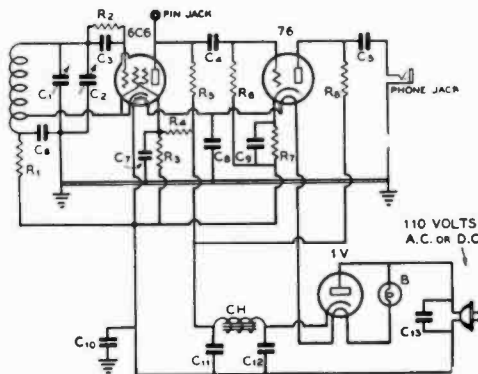 R2
PIN JACK
6C6
C3
C4
76
C5
C1
C2
R5
R6
R8
PHONE JACK
C6
R4
R1
C7
R3
C8
C9
R7
110 VOLTS
A.C. OR D.C
1V
B
CH
C13
C10
C11
C12